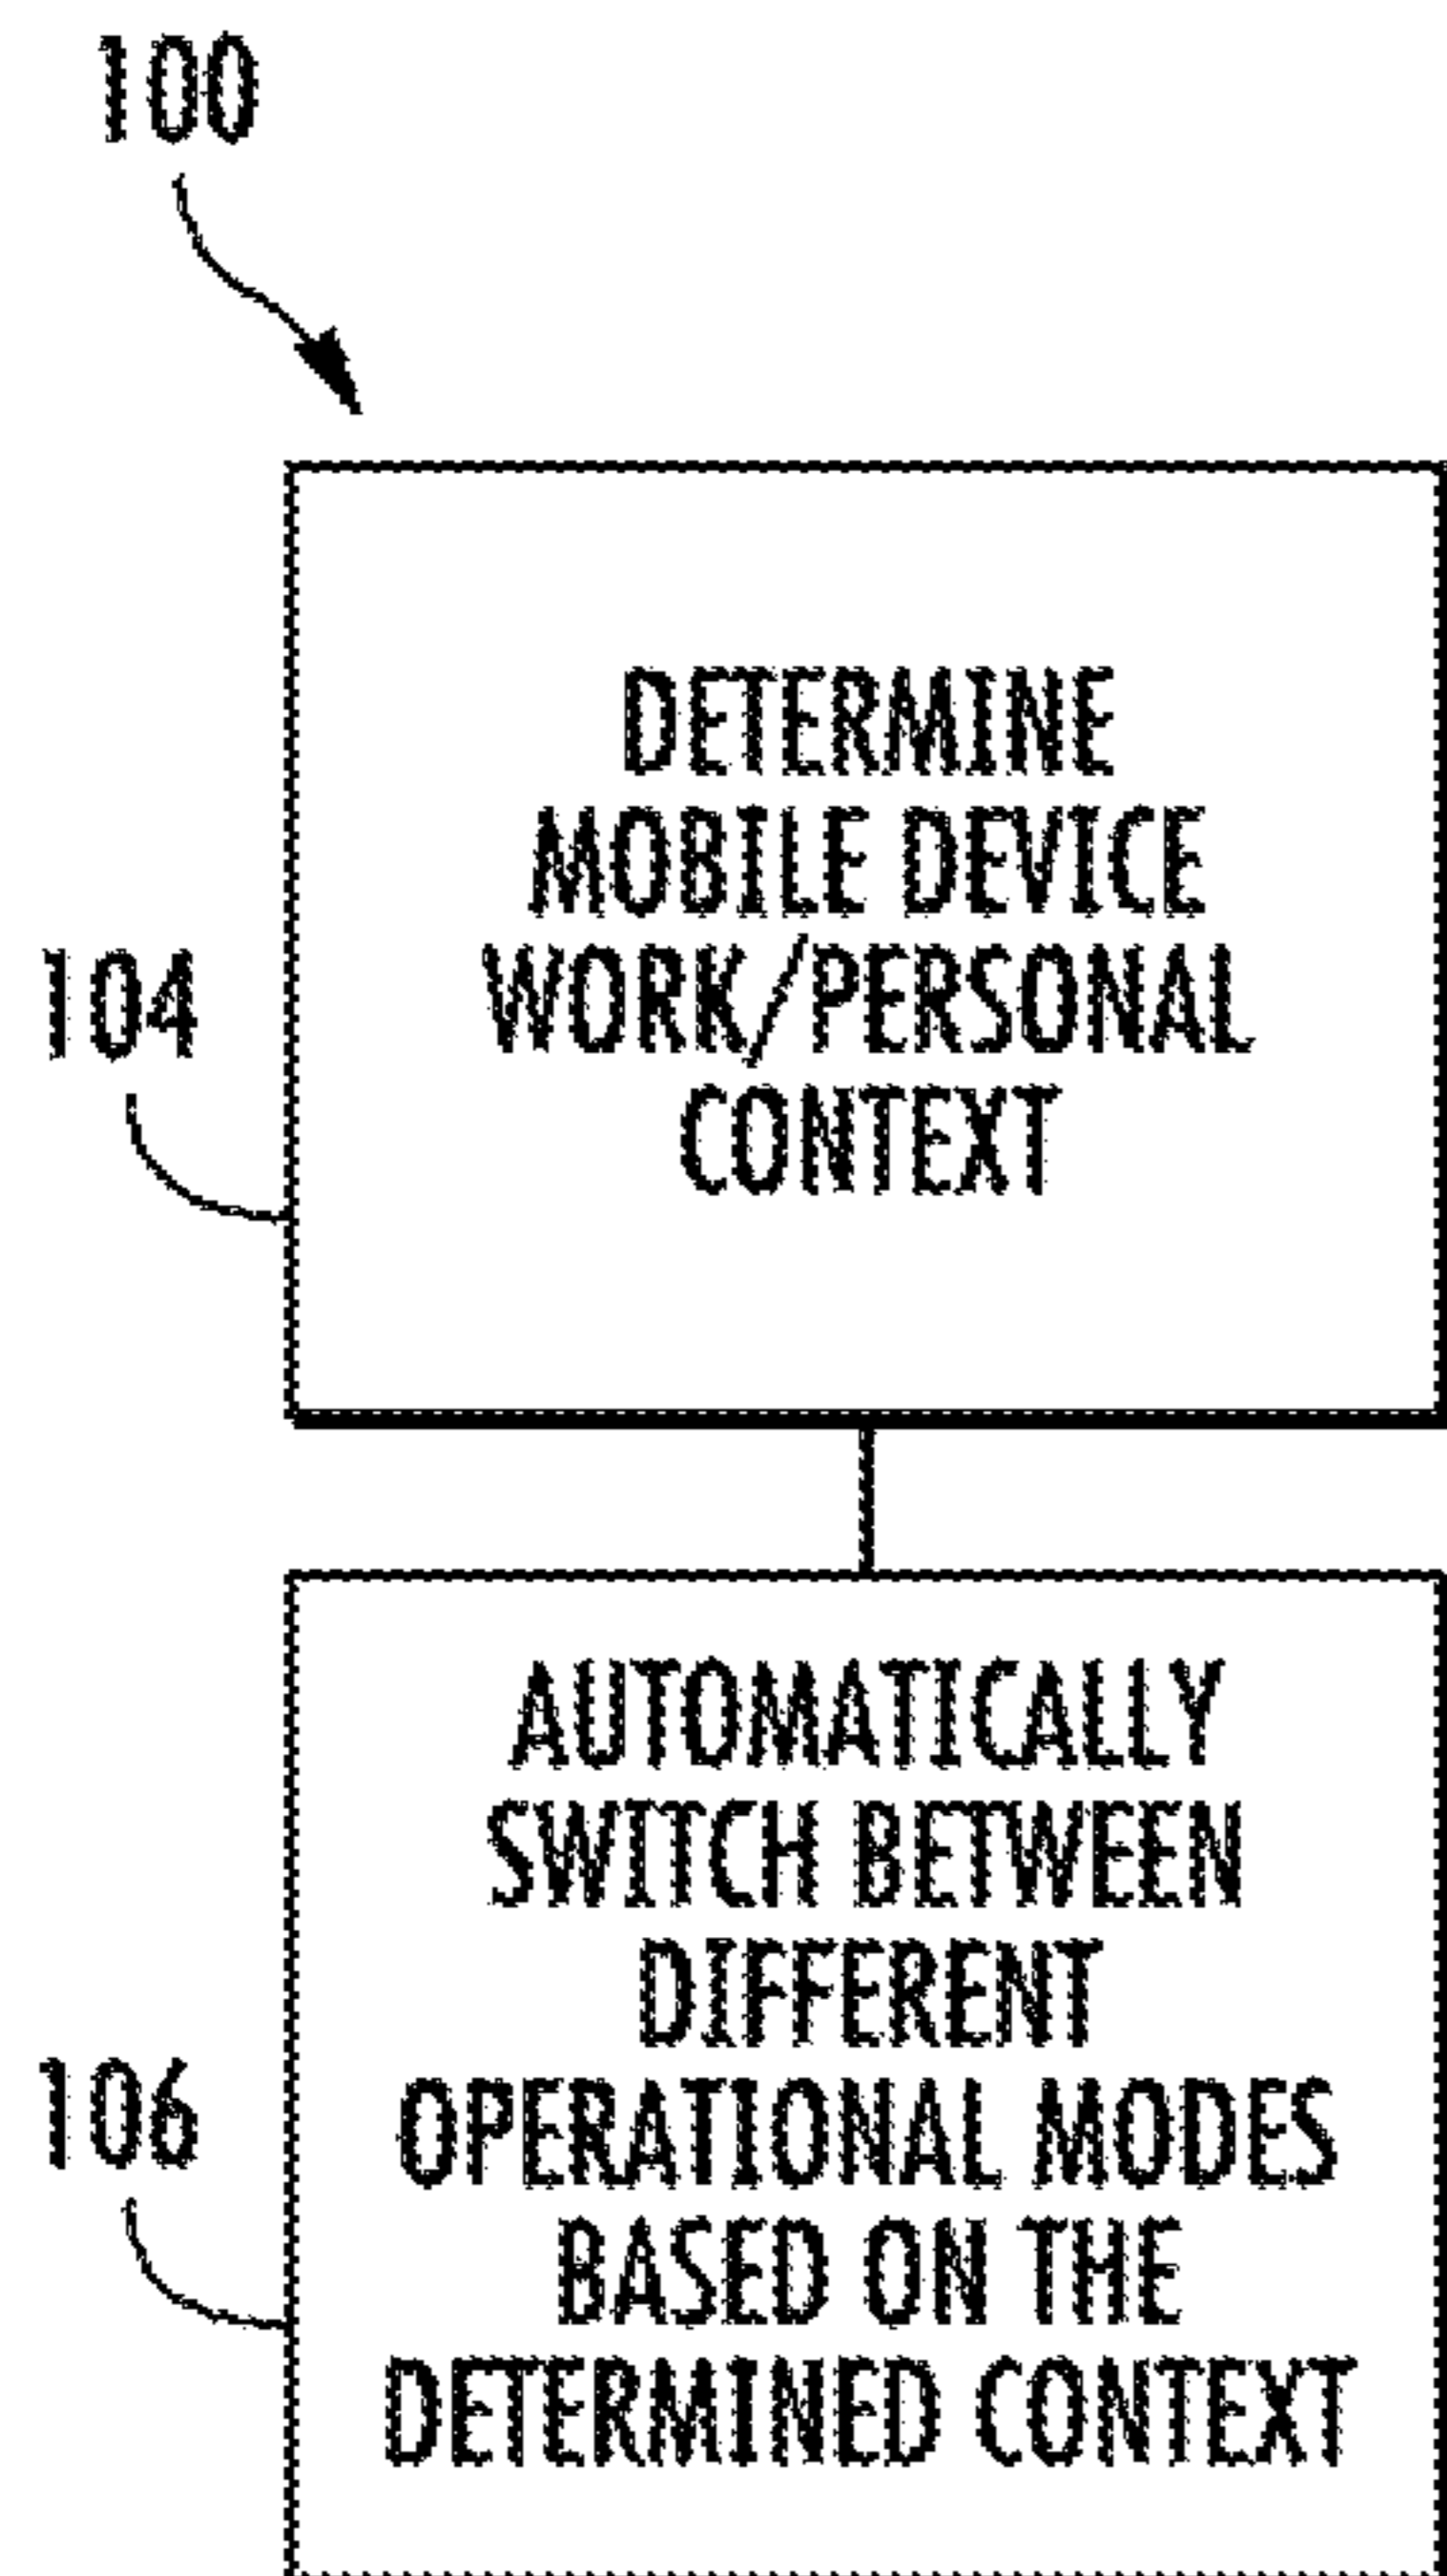 100
DETERMINE
MOBILE DEVICE
WORK/PERSONAL
CONTEXT
104
AUTOMATICALLY
SWITCH BETWEEN
DIFFERENT
OPERATIONAL MODES
BASED ON THE
DETERMINED CONTEXT
106